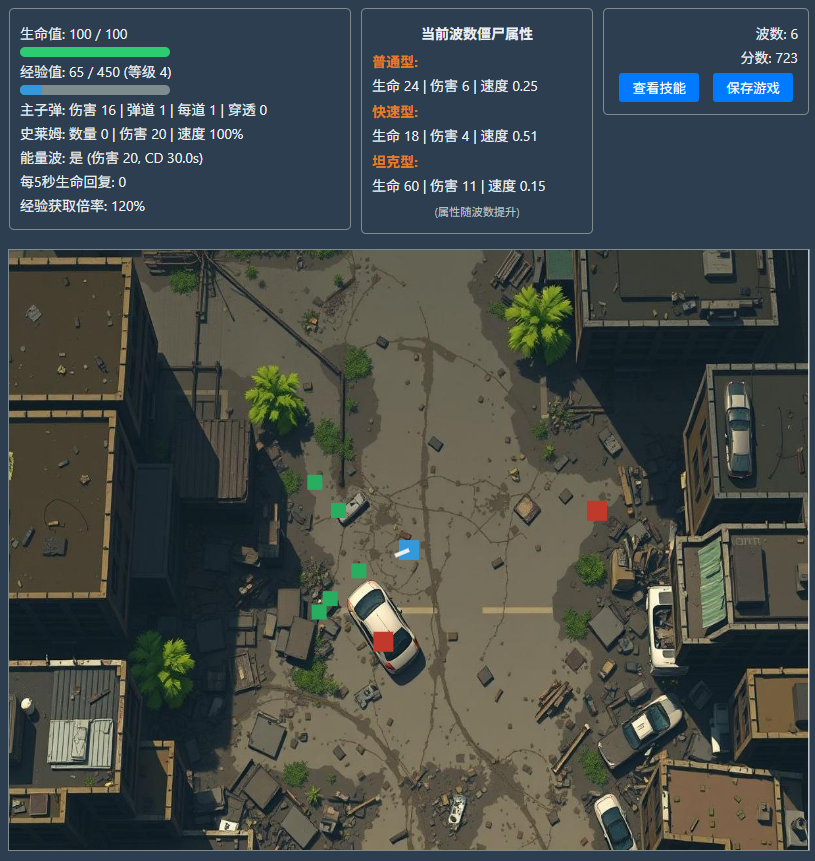 生命值: 100 / 100
经验值: 65 / 450 (等级 4)
主子弹: 伤害 16 | 弹道 1 | 每道 1 | 穿透 0
史莱姆: 数量 0 | 伤害 20 | 速度 100%
能量波: 是 (伤害 20, CD 30.0s)
每5秒生命回复: 0
经验获取倍率: 120%
当前波数僵尸属性
普通型:
生命 24 | 伤害 6 | 速度 0.25
快速型:
生命 18 | 伤害 4 | 速度 0.51
坦克型:
生命 60 | 伤害 11 | 速度 0.15
(属性随波数提升)
波数: 6
分数: 723
查看技能 保存游戏